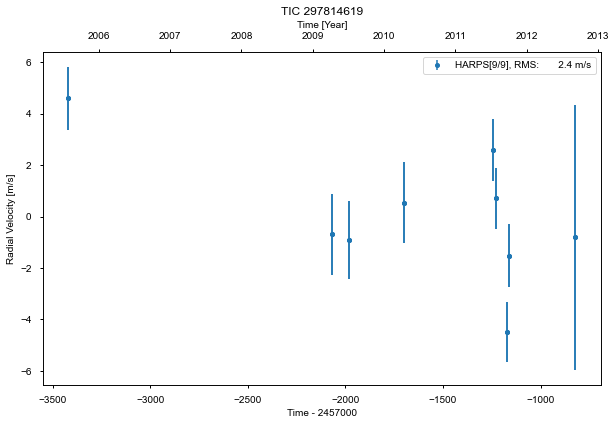 TIC 297814619
Time [Year]
2006 2007 2008 2009 2010 2011 2012 2013
HARPS[9/9], RMS: 2.4 m/s
6
4
2
0
−2
−4
−6
Radial Velocity [m/s]
−3500 −3000 −2500 −2000 −1500 −1000
Time - 2457000